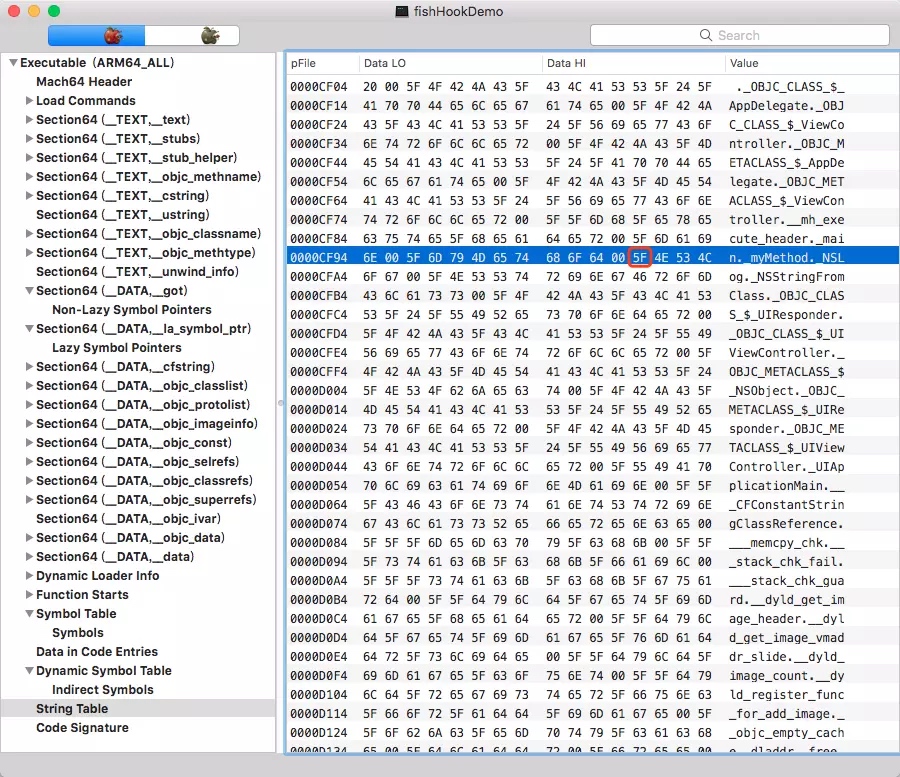 fishHookDemo
Search
Executable (ARM64_ALL)
Mach64 Header
Load Commands
Section64 (__TEXT,__text)
Section64 (__TEXT,__stubs)
Section64 (__TEXT,__stub_helper)
Section64 (__TEXT,__objc_methname)
Section64 (__TEXT,__cstring)
Section64 (__TEXT,__ustring)
Section64 (__TEXT,__objc_classname)
Section64 (__TEXT,__objc_methtype)
Section64 (__TEXT,__unwind_info)
Section64 (__DATA,__got)
Non-Lazy Symbol Pointers
Section64 (__DATA,__la_symbol_ptr)
Lazy Symbol Pointers
Section64 (__DATA,__cfstring)
Section64 (__DATA,__objc_classlist)
Section64 (__DATA,__objc_protolist)
Section64 (__DATA,__objc_imageinfo)
Section64 (__DATA,__objc_const)
Section64 (__DATA,__objc_selrefs)
Section64 (__DATA,__objc_classrefs)
Section64 (__DATA,__objc_superrefs)
Section64 (__DATA,__objc_ivar)
Section64 (__DATA,__objc_data)
Section64 (__DATA,__data)
Dynamic Loader Info
Function Starts
Symbol Table
Symbols
Data in Code Entries
Dynamic Symbol Table
Indirect Symbols
String Table
Code Signature
pFile Data LO Data HI Value
0000CF04 20 00 5F 4F 42 4A 43 5F 43 4C 41 53 53 5F 24 5F ._OBJC_CLASS_$_
0000CF14 41 70 70 44 65 6C 65 67 61 74 65 00 5F 4F 42 4A AppDelegate._OBJ
0000CF24 43 5F 43 4C 41 53 53 5F 24 5F 56 69 65 77 43 6F C_CLASS_$_ViewCo
0000CF34 6E 74 72 6F 6C 6C 65 72 00 5F 4F 42 4A 43 5F 4D ntroller._OBJC_M
0000CF44 45 54 41 43 4C 41 53 53 5F 24 5F 41 70 70 44 65 ETACLASS_$_AppDe
0000CF54 6C 65 67 61 74 65 00 5F 4F 42 4A 43 5F 4D 45 54 legate._OBJC_MET
0000CF64 41 43 4C 41 53 53 5F 24 5F 56 69 65 77 43 6F 6E ACLASS_$_ViewCon
0000CF74 74 72 6F 6C 6C 65 72 00 5F 5F 6D 68 5F 65 78 65 troller.__mh_exe
0000CF84 63 75 74 65 5F 68 65 61 64 65 72 00 5F 6D 61 69 cute_header._mai
0000CF94 6E 00 5F 6D 79 4D 65 74 68 6F 64 00 5F 4E 53 4C n._myMethod._NSL
0000CFA4 6F 67 00 5F 4E 53 53 74 72 69 6E 67 46 72 6F 6D og._NSStringFrom
0000CFB4 43 6C 61 73 73 00 5F 4F 42 4A 43 5F 43 4C 41 53 Class._OBJC_CLAS
0000CFC4 53 5F 24 5F 55 49 52 65 73 70 6F 6E 64 65 72 00 S_$_UIResponder.
0000CFD4 5F 4F 42 4A 43 5F 43 4C 41 53 53 5F 24 5F 55 49 _OBJC_CLASS_$_UI
0000CFE4 56 69 65 77 43 6F 6E 74 72 6F 6C 6C 65 72 00 5F ViewController._
0000CFF4 4F 42 4A 43 5F 4D 45 54 41 43 4C 41 53 53 5F 24 OBJC_METACLASS_$
0000D004 5F 4E 53 4F 62 6A 65 63 74 00 5F 4F 42 4A 43 5F _NSObject._OBJC_
0000D014 4D 45 54 41 43 4C 41 53 53 5F 24 5F 55 49 52 65 METACLASS_$_UIRe
0000D024 73 70 6F 6E 64 65 72 00 5F 4F 42 4A 43 5F 4D 45 sponder._OBJC_ME
0000D034 54 41 43 4C 41 53 53 5F 24 5F 55 49 56 69 65 77 TACLASS_$_UIView
0000D044 43 6F 6E 74 72 6F 6C 6C 65 72 00 5F 55 49 41 70 Controller._UIAp
0000D054 70 6C 69 63 61 74 69 6F 6E 4D 61 69 6E 00 5F 5F plicationMain.__
0000D064 5F 43 46 43 6F 6E 73 74 61 6E 74 53 74 72 69 6E _CFConstantStrin
0000D074 67 43 6C 61 73 73 52 65 66 65 72 65 6E 63 65 00 gClassReference.
0000D084 5F 5F 5F 6D 65 6D 63 70 79 5F 63 68 6B 00 5F 5F ___memcpy_chk.__
0000D094 5F 73 74 61 63 6B 5F 63 68 6B 5F 66 61 69 6C 00 _stack_chk_fail.
0000D0A4 5F 5F 5F 73 74 61 63 6B 5F 63 68 6B 5F 67 75 61 ___stack_chk_gua
0000D0B4 72 64 00 5F 5F 64 79 6C 64 5F 67 65 74 5F 69 6D rd.__dyld_get_im
0000D0C4 61 67 65 5F 68 65 61 64 65 72 00 5F 5F 64 79 6C age_header.__dyl
0000D0D4 64 5F 67 65 74 5F 69 6D 61 67 65 5F 76 6D 61 64 d_get_image_vmad
0000D0E4 64 72 5F 73 6C 69 64 65 00 5F 5F 64 79 6C 64 5F dr_slide.__dyld_
0000D0F4 69 6D 61 67 65 5F 63 6F 75 6E 74 00 5F 5F 64 79 image_count.__dy
0000D104 6C 64 5F 72 65 67 69 73 74 65 72 5F 66 75 6E 63 ld_register_func
0000D114 5F 66 6F 72 5F 61 64 64 5F 69 6D 61 67 65 00 5F _for_add_image._
0000D124 5F 6F 62 6A 63 5F 65 6D 70 74 79 5F 63 61 63 68 _objc_empty_cach
0000D134 65 00 5F 64 6C 61 64 64 72 00 5F 66 72 65 65 00 e._dladdr._free.